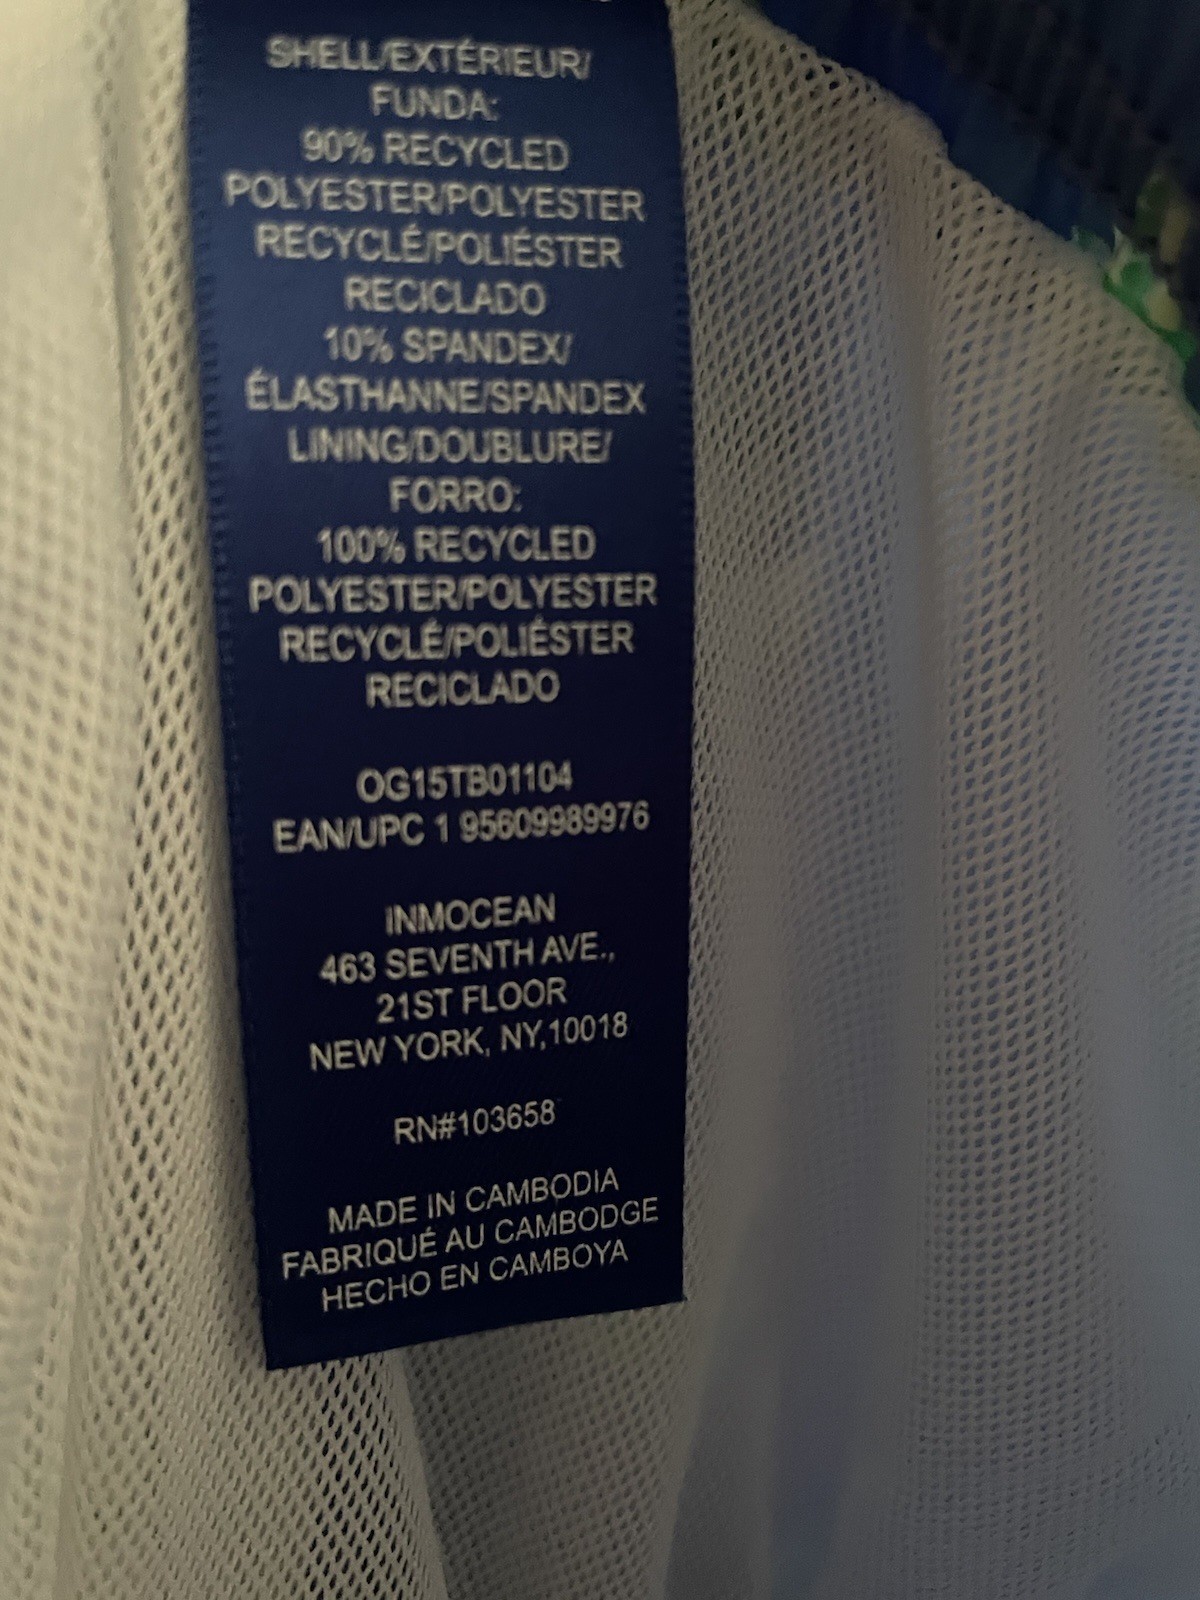 SHELL/EXTÉRIEUR/
FUNDA:
90% RECYCLED
POLYESTER/POLYESTER
RECYCLÉ/POLIÉSTER
RECICLADO
10% SPANDEX/
ÉLASTHANNE/SPANDEX
LINING/DOUBLURE/
FORRO:
100% RECYCLED
POLYESTER/POLYESTER
RECYCLÉ/POLIÉSTER
RECICLADO
OG15TB01104
EAN/UPC 1 95609989976
INMOCEAN
463 SEVENTH AVE.,
21ST FLOOR
NEW YORK, NY,10018
RN#103658
MADE IN CAMBODIA
FABRIQUÉ AU CAMBODGE
HECHO EN CAMBOYA